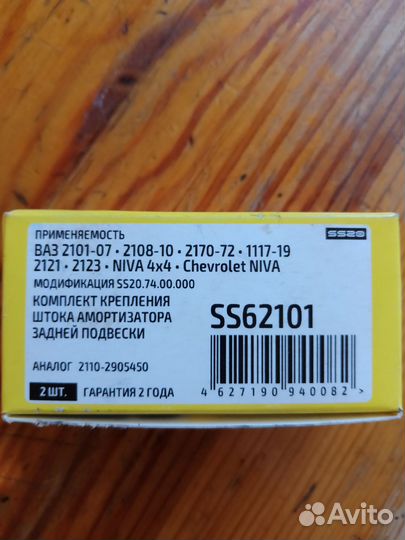 SS20
ПРИМЕНЯЕМОСТЬ
ВАЗ 2101-07 • 2108-10 • 2170-72 • 1117-19
2121 • 2123 • NIVA 4x4 • Chevrolet NIVA
МОДИФИКАЦИЯ SS20.74.00.000
КОМПЛЕКТ КРЕПЛЕНИЯ
ШТОКА АМОРТИЗАТОРА
ЗАДНЕЙ ПОДВЕСКИ
SS62101
АНАЛОГ 2110-2905450
2 ШТ. ГАРАНТИЯ 2 ГОДА
4 627190 940082 >
Avito